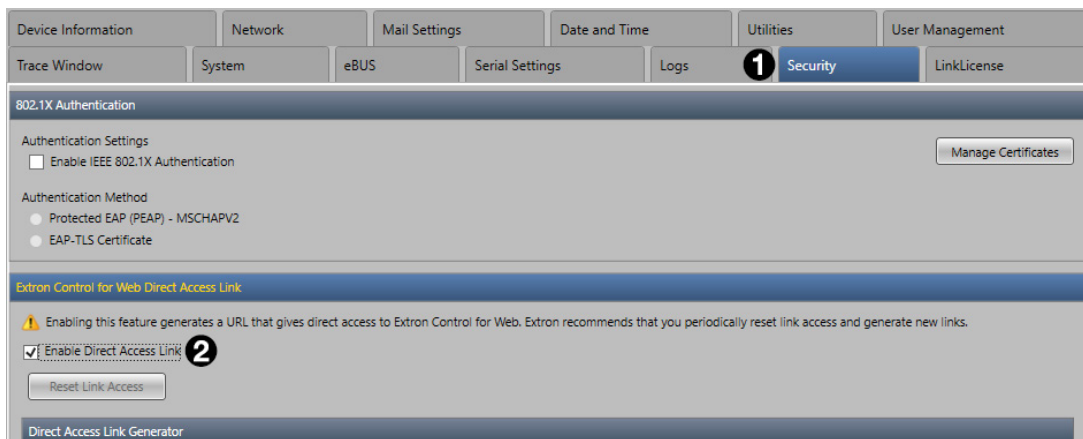 Device Information Network Mail Settings Date and Time Utilities User Management
Trace Window System eBUS Serial Settings Logs 1 Security LinkLicense
802.1X Authentication
Authentication Settings
Enable IEEE 802.1X Authentication
Manage Certificates
Authentication Method
Protected EAP (PEAP) - MSCHAPV2
EAP-TLS Certificate
Extron Control for Web Direct Access Link
Enabling this feature generates a URL that gives direct access to Extron Control for Web. Extron recommends that you periodically reset link access and generate new links.
Enable Direct Access Link 2
Reset Link Access
Direct Access Link Generator